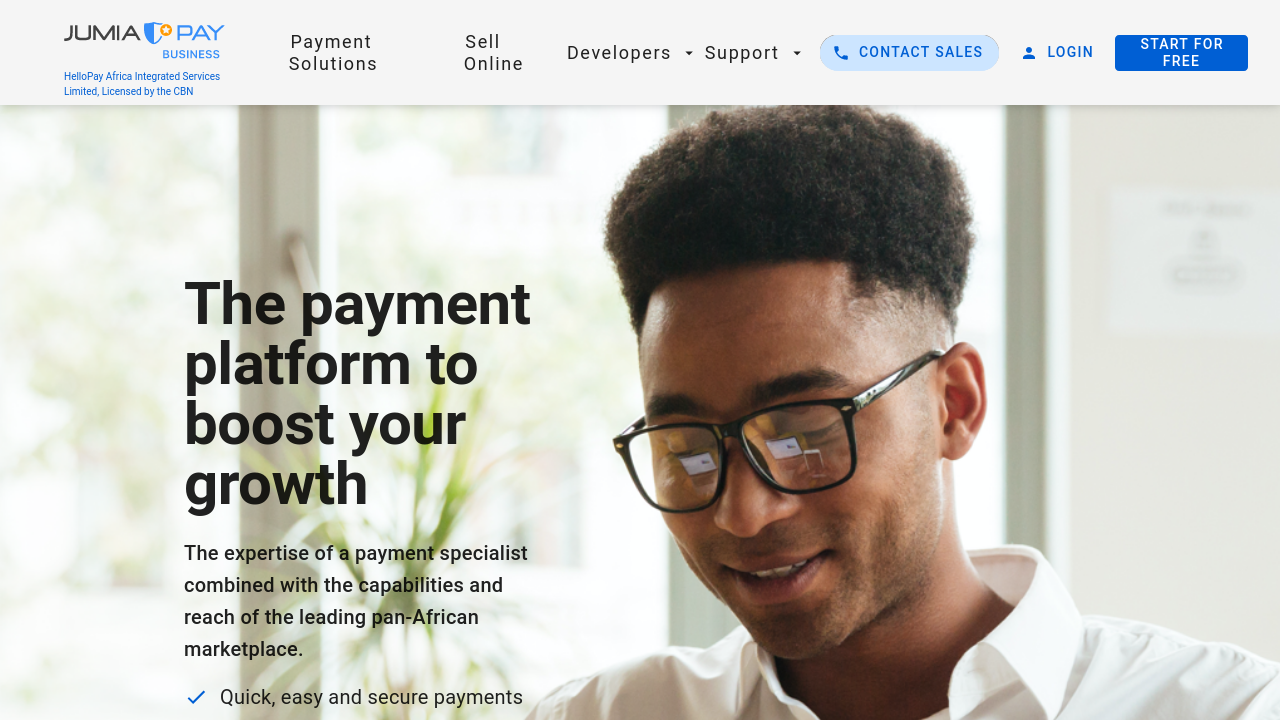 JUMIA PAY
BUSINESS
HelloPay Africa Integrated Services
Limited, Licensed by the CBN
Payment
Solutions
Sell
Online
Developers
Support
CONTACT SALES
LOGIN
START FOR
FREE
The payment
platform to
boost your
growth
The expertise of a payment specialist
combined with the capabilities and
reach of the leading pan-African
marketplace.
Quick, easy and secure payments